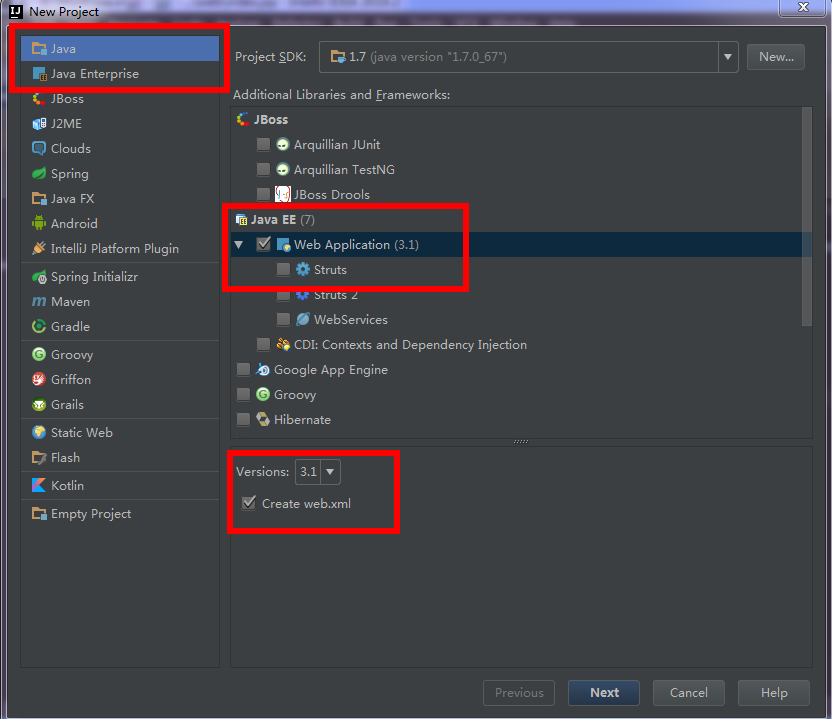 New Project
Java
Java Enterprise
JBoss
J2ME
Clouds
Spring
Java FX
Android
IntelliJ Platform Plugin
Spring Initializr
Maven
Gradle
Groovy
Griffon
Grails
Static Web
Flash
Kotlin
Empty Project
Project SDK: 1.7 (java version "1.7.0_67") New...
Additional Libraries and Frameworks:
JBoss
Arquillian JUnit
Arquillian TestNG
JBoss Drools
Java EE (7)
Web Application (3.1)
Struts
Struts 2
WebServices
CDI: Contexts and Dependency Injection
Google App Engine
Groovy
Hibernate
Versions: 3.1
Create web.xml
Previous Next Cancel Help